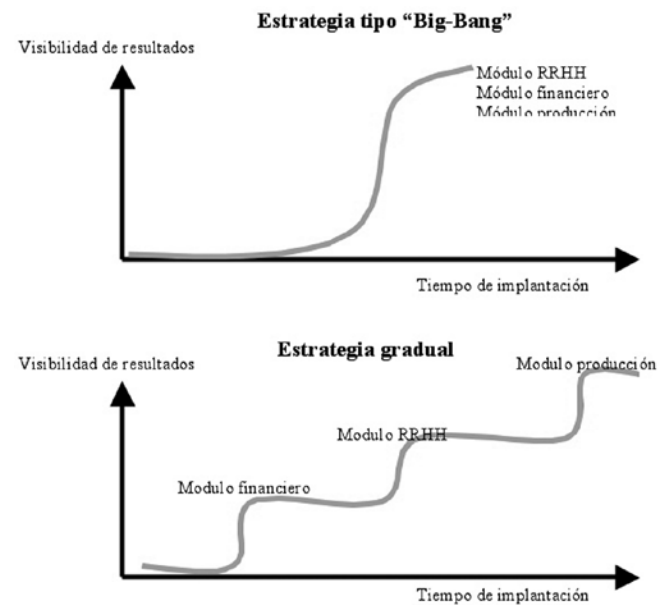 Estrategia tipo “Big-Bang”
Visibilidad de resultados
Módulo RRHH
Módulo financiero
Módulo producción
Tiempo de implantación
Estrategia gradual
Visibilidad de resultados
Modulo producción
Modulo RRHH
Modulo financiero
Tiempo de implantación